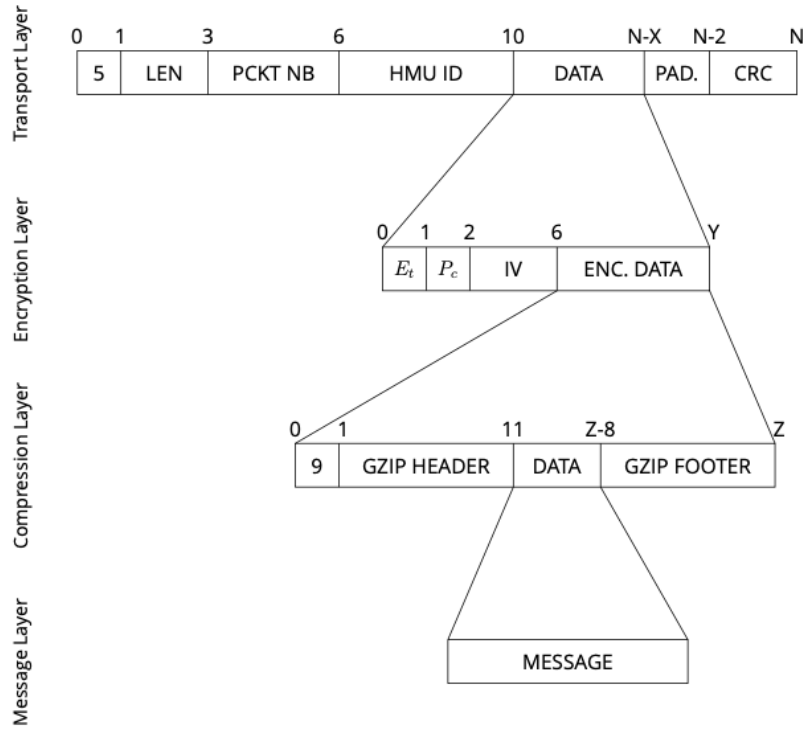 Transport Layer
0 1 3 6 10 N-X N-2 N
5 LEN PCKT NB HMU ID DATA PAD. CRC
Encryption Layer
0 1 2 6 Y
E_t P_c IV ENC. DATA
Compression Layer
0 1 11 Z-8 Z
9 GZIP HEADER DATA GZIP FOOTER
Message Layer
MESSAGE